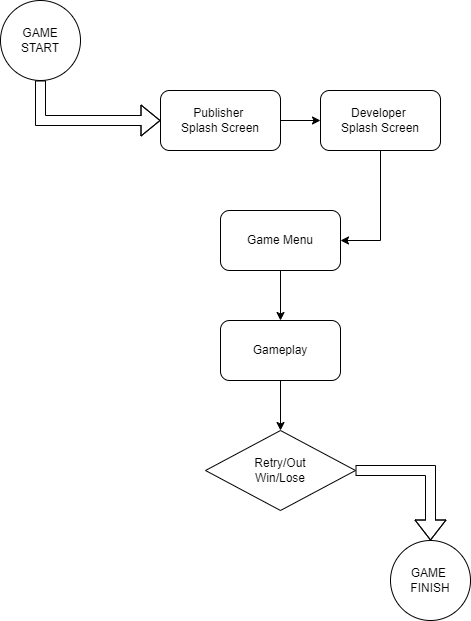 GAME
START
Publisher
Splash Screen
Developer
Splash Screen
Game Menu
Gameplay
Retry/Out
Win/Lose
GAME
FINISH